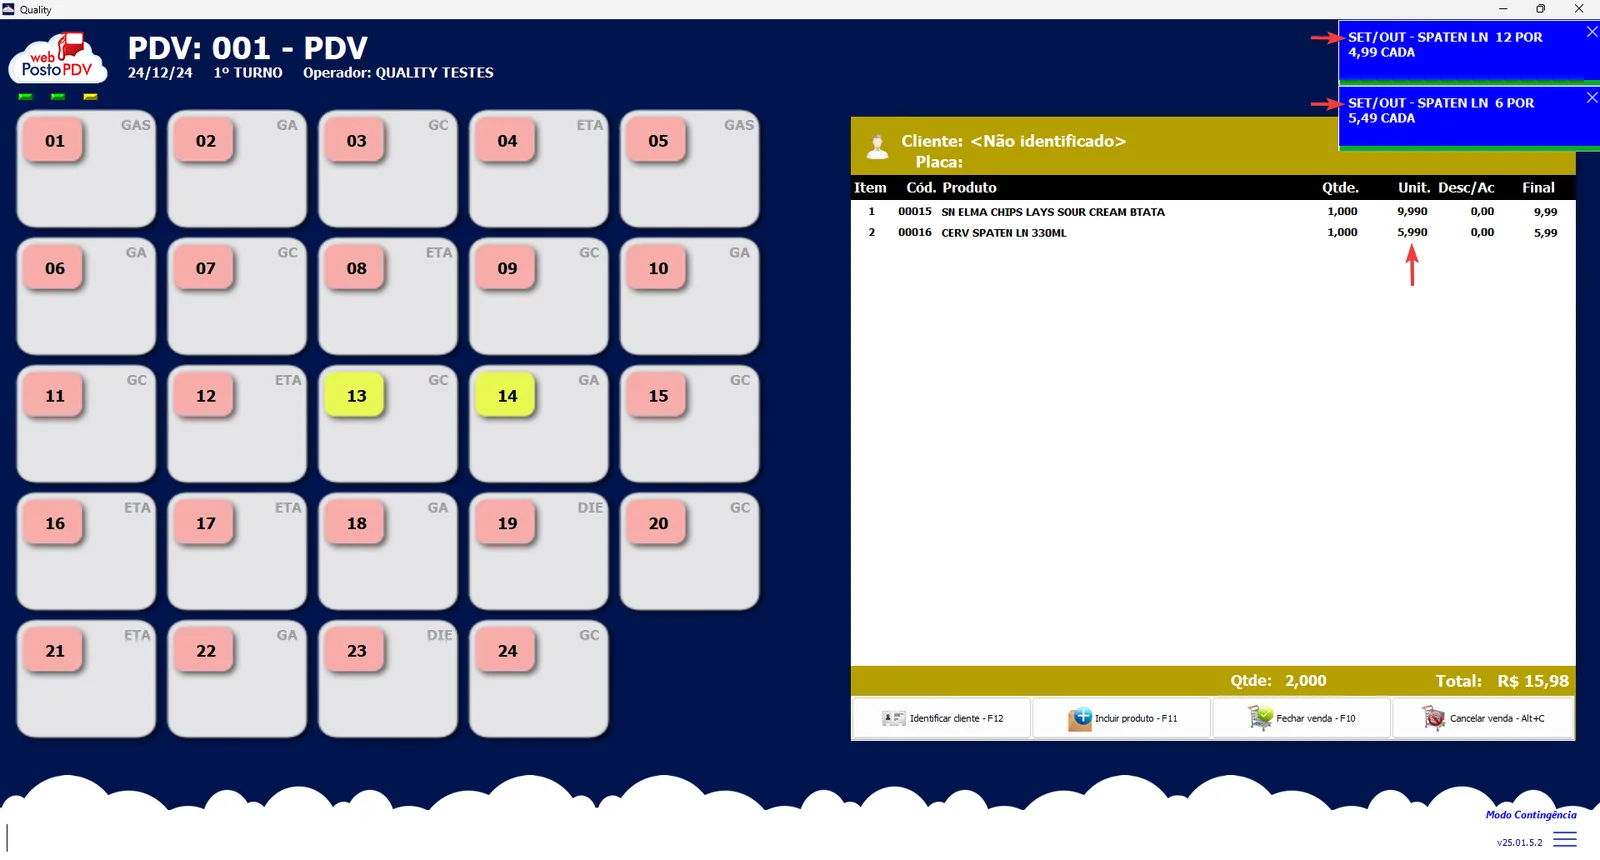 Quality
web
PostoPDV
PDV: 001 - PDV
24/12/24 1º TURNO Operador: QUALITY TESTES
SET/OUT - SPATEN LN 12 POR
4,99 CADA
SET/OUT - SPATEN LN 6 POR
5,49 CADA
01 GAS
02 GA
03 GC
04 ETA
05 GAS
06 GA
07 GC
08 ETA
09 GC
10 GA
11 GC
12 ETA
13 GC
14 GA
15 GC
16 ETA
17 ETA
18 GA
19 DIE
20 GC
21 ETA
22 GA
23 DIE
24 GC
Cliente: <Não identificado>
Placa:
Item Cód. Produto Qtde. Unit. Desc/Ac Final
1 00015 SN ELMA CHIPS LAYS SOUR CREAM BTATA 1,000 9,990 0,00 9,99
2 00016 CERV SPATEN LN 330ML 1,000 5,990 0,00 5,99
Qtde: 2,000 Total: R$ 15,98
Identificar cliente - F12
Incluir produto - F11
Fechar venda - F10
Cancelar venda - Alt+C
Modo Contingência
v25.01.5.2